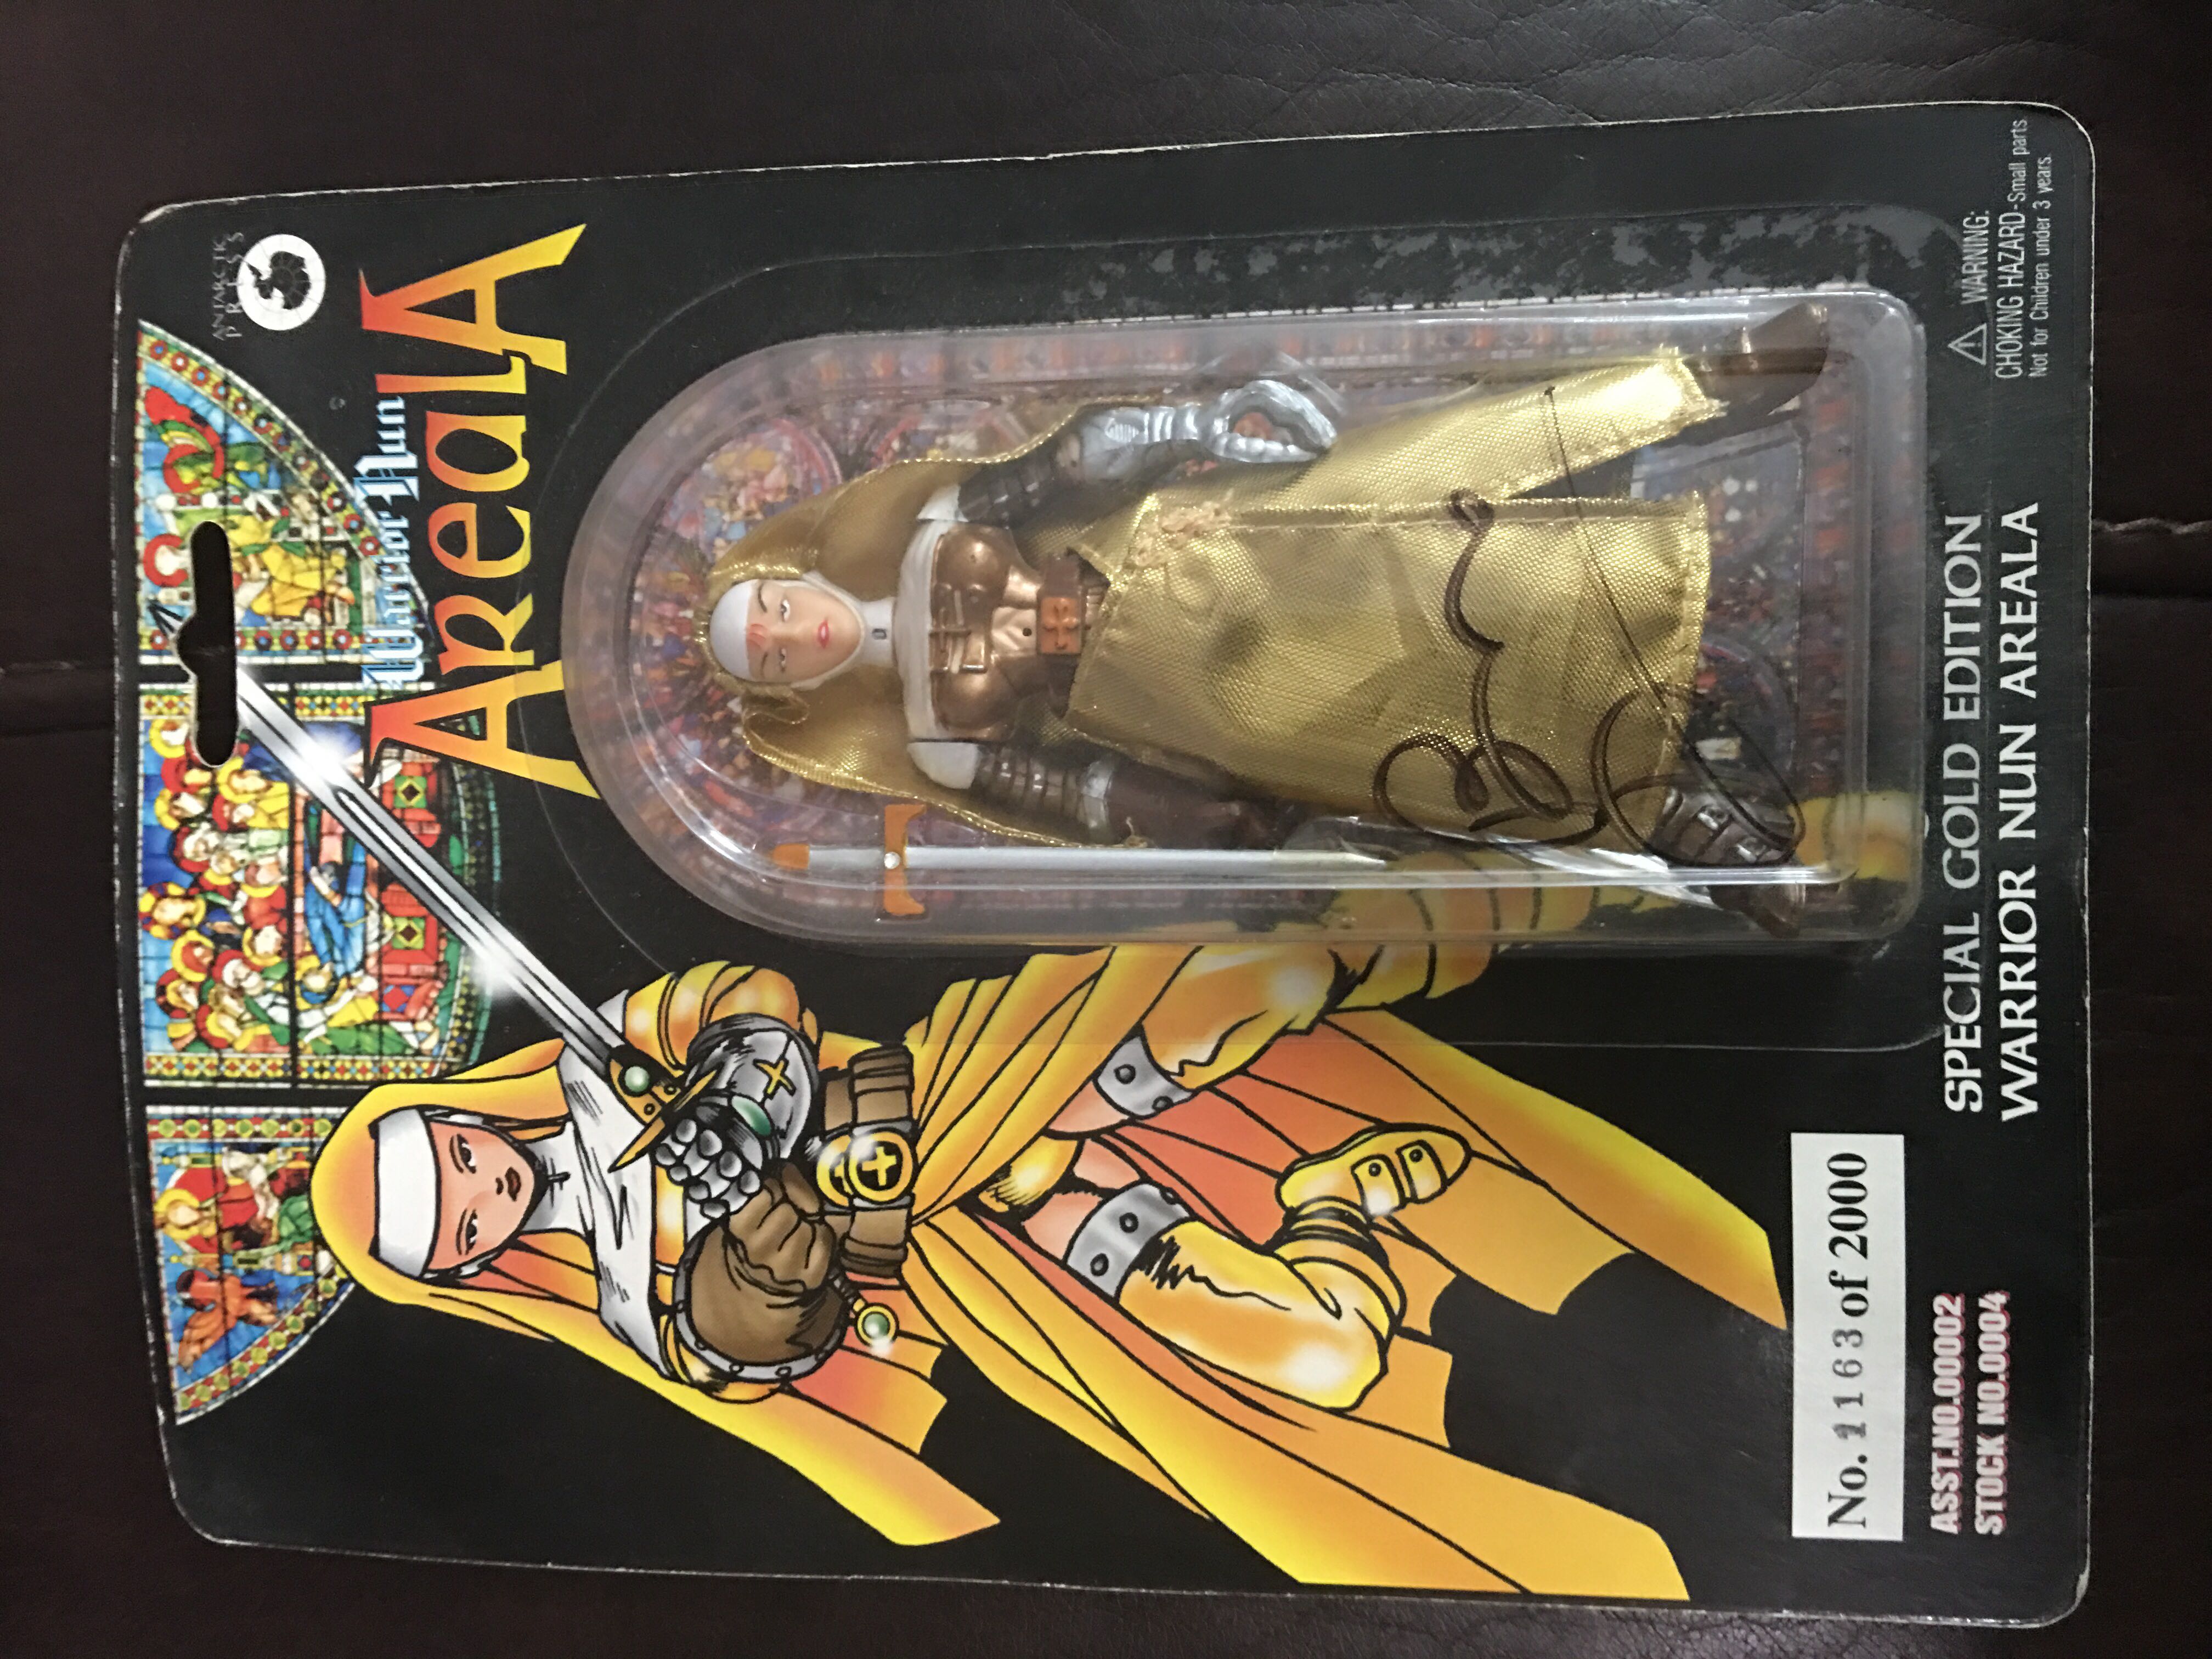 ANTARCTIC
PRESS
Warrior Nun
AReaLA
WARNING:
CHOKING HAZARD-Small parts
Not for Children under 3 years.
SPECIAL GOLD EDITION
WARRIOR NUN AREALA
No. 1163 of 2000
ASST.NO.00002
STOCK NO.0004